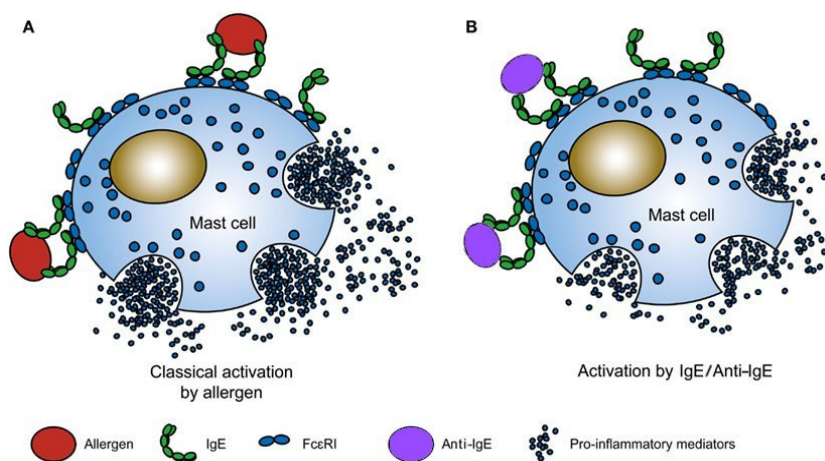 A
B
Mast cell
Mast cell
Classical activation
by allergen
Activation by IgE/Anti-IgE
Allergen
IgE
FcεRI
Anti-IgE
Pro-inflammatory mediators